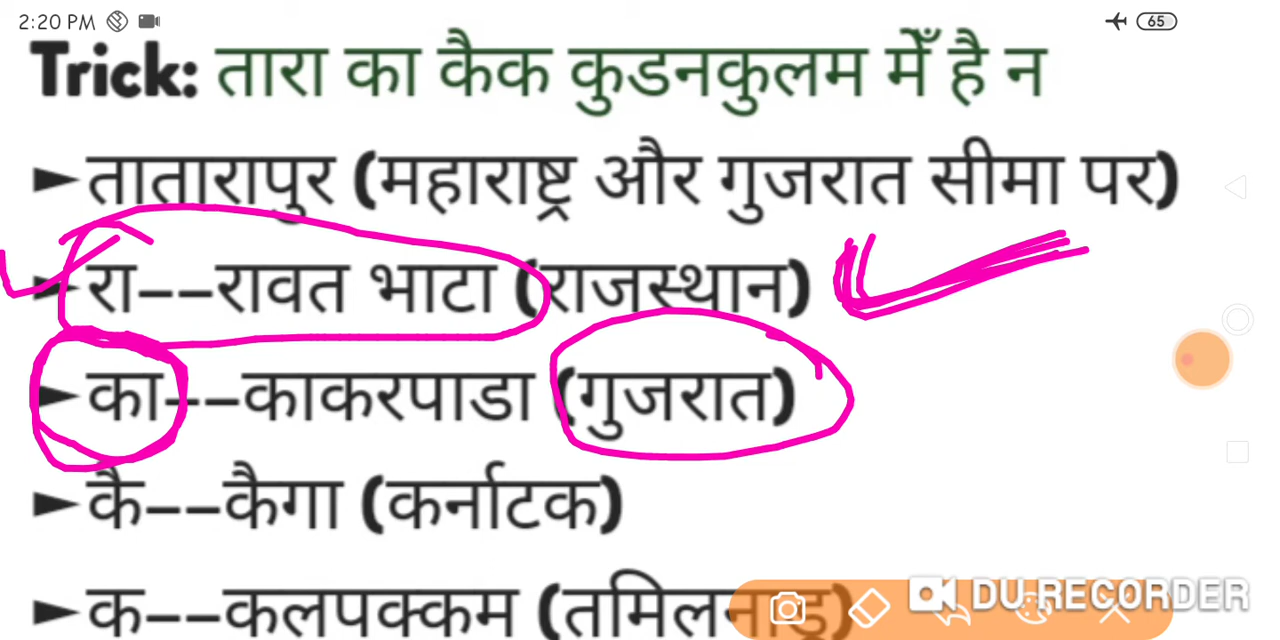 2:20 PM 65
Trick: तारा का कैक कुडनकुलम मेँ है न
►तातारापुर (महाराष्ट्र और गुजरात सीमा पर)
►रा––रावत भाटा (राजस्थान)
►का––काकरपाडा (गुजरात)
►कै––कैगा (कर्नाटक)
►क––कलपक्कम (तमिलनाडु)
DU RECORDER